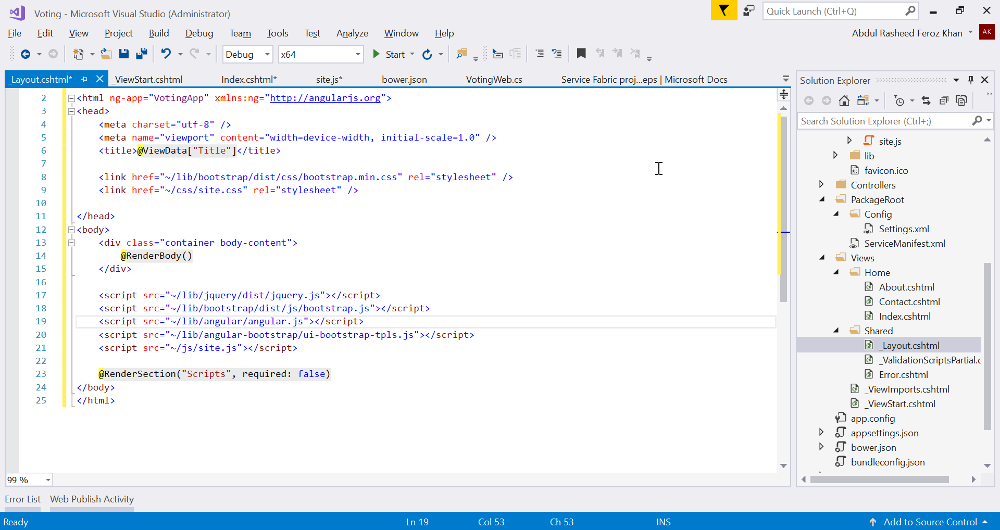 Voting - Microsoft Visual Studio (Administrator)
Quick Launch (Ctrl+Q)
File Edit View Project Build Debug Team Tools Test Analyze Window Help
Abdul Rasheed Feroz Khan AK
Debug x64 Start
_Layout.cshtml* _ViewStart.cshtml Index.cshtml* site.js* bower.json VotingWeb.cs Service Fabric proj...eps | Microsoft Docs
2 <html ng-app="VotingApp" xmlns:ng="http://angularjs.org">
3 <head>
4 <meta charset="utf-8" />
5 <meta name="viewport" content="width=device-width, initial-scale=1.0" />
6 <title>@ViewData["Title"]</title>
7
8 <link href="~/lib/bootstrap/dist/css/bootstrap.min.css" rel="stylesheet" />
9 <link href="~/css/site.css" rel="stylesheet" />
10
11 </head>
12 <body>
13 <div class="container body-content">
14 @RenderBody()
15 </div>
16
17 <script src="~/lib/jquery/dist/jquery.js"></script>
18 <script src="~/lib/bootstrap/dist/js/bootstrap.js"></script>
19 <script src="~/lib/angular/angular.js"></script>
20 <script src="~/lib/angular-bootstrap/ui-bootstrap-tpls.js"></script>
21 <script src="~/js/site.js"></script>
22
23 @RenderSection("Scripts", required: false)
24 </body>
25 </html>
99 %
Solution Explorer
Search Solution Explorer (Ctrl+;)
site.js
lib
favicon.ico
Controllers
PackageRoot
Config
Settings.xml
ServiceManifest.xml
Views
Home
About.cshtml
Contact.cshtml
Index.cshtml
Shared
_Layout.cshtml
_ValidationScriptsPartial.c
Error.cshtml
_ViewImports.cshtml
_ViewStart.cshtml
app.config
appsettings.json
bower.json
bundleconfig.json
Error List Web Publish Activity
Ready Ln 19 Col 53 Ch 53 INS Add to Source Control